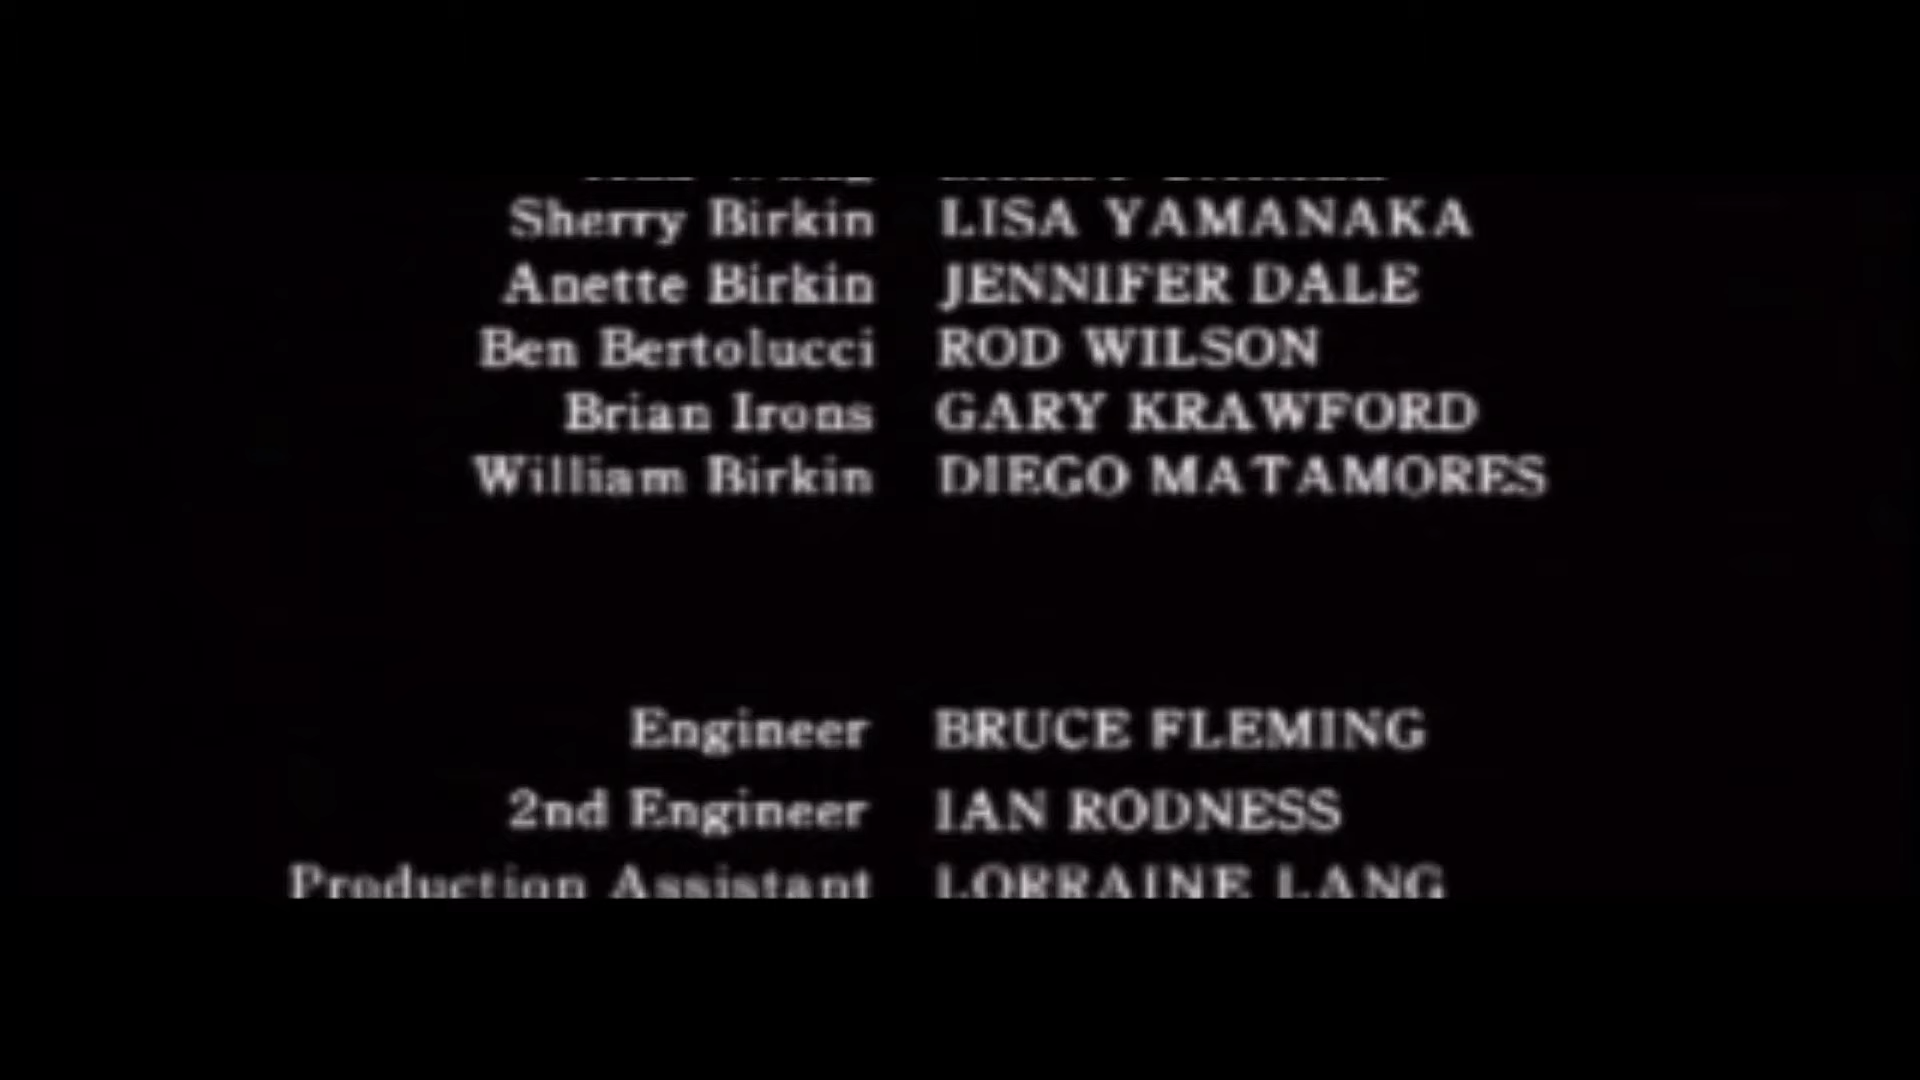 Sherry Birkin LISA YAMANAKA
Anette Birkin JENNIFER DALE
Ben Bertolucci ROD WILSON
Brian Irons GARY KRAWFORD
William Birkin DIEGO MATAMORES
Engineer BRUCE FLEMING
2nd Engineer IAN RODNESS
Production Assistant LORRAINE LANG